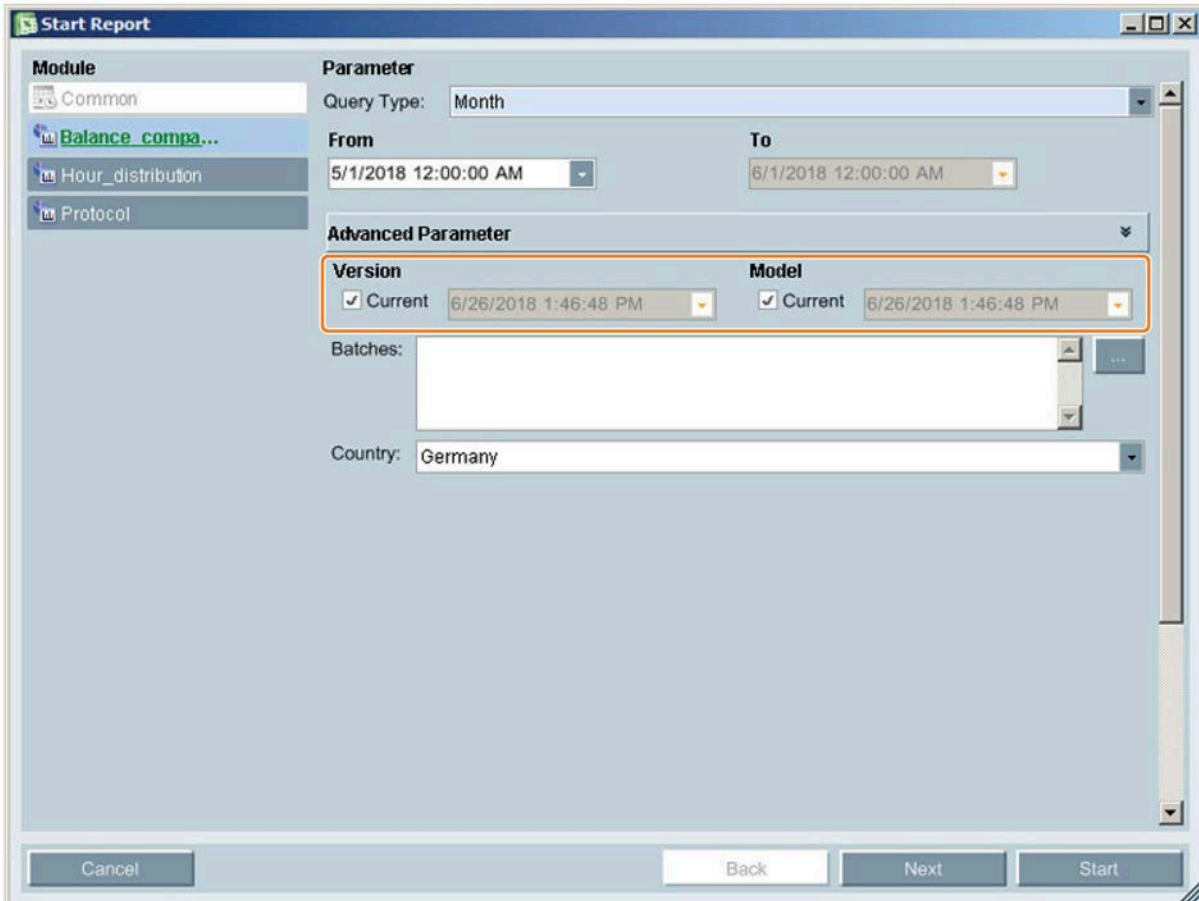 Start Report
Module
Common
Balance_compa...
Hour_distribution
Protocol
Parameter
Query Type: Month
From To
5/1/2018 12:00:00 AM 6/1/2018 12:00:00 AM
Advanced Parameter
Version Model
Current 6/26/2018 1:46:48 PM Current 6/26/2018 1:46:48 PM
Batches: ...
Country: Germany
Cancel Back Next Start